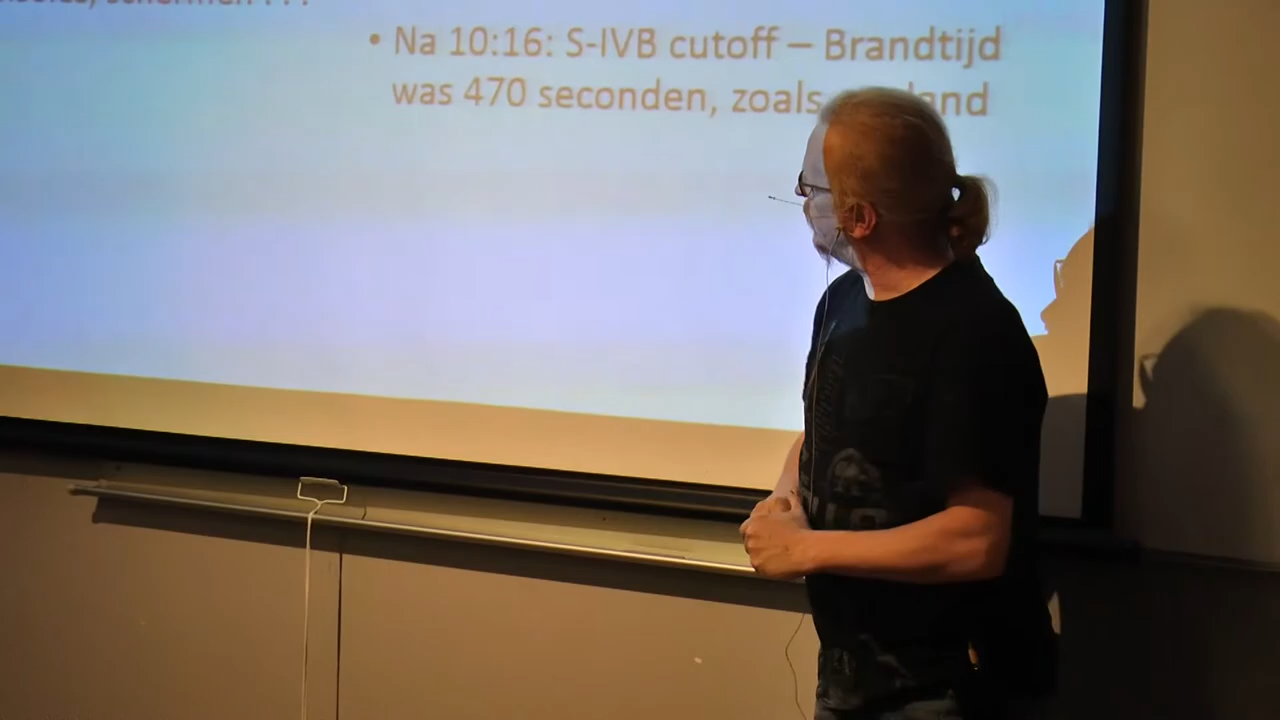 • Na 10:16: S-IVB cutoff – Brandtijd
was 470 seconden, zoals